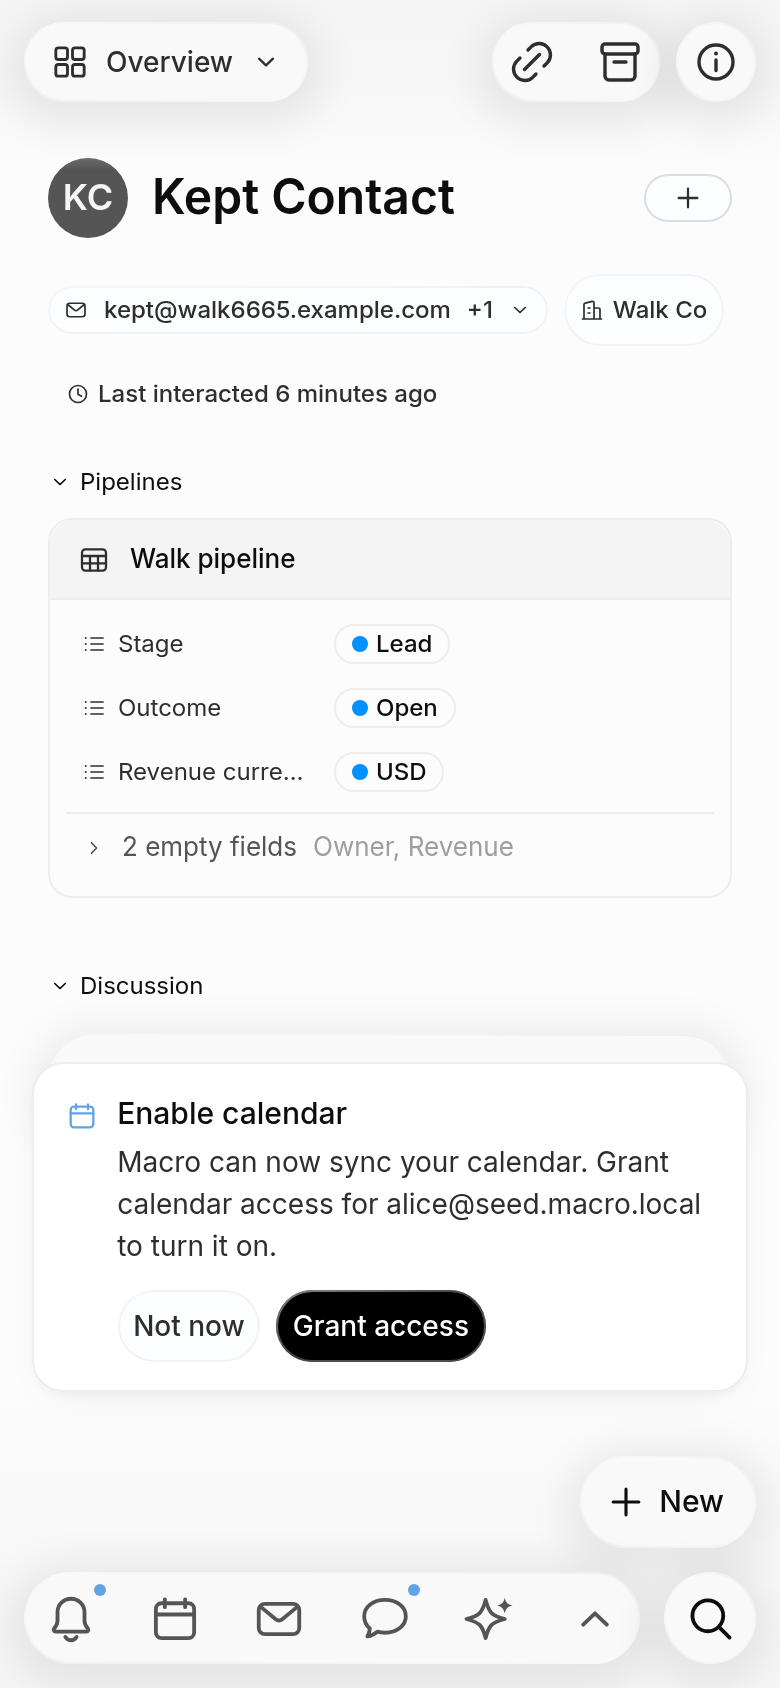 Overview
KC
Kept Contact
kept@walk6665.example.com +1
Walk Co
Last interacted 6 minutes ago
Pipelines
Walk pipeline
Stage Lead
Outcome Open
Revenue curre... USD
2 empty fields Owner, Revenue
Discussion
Enable calendar
Macro can now sync your calendar. Grant
calendar access for alice@seed.macro.local
to turn it on.
Not now Grant access
New